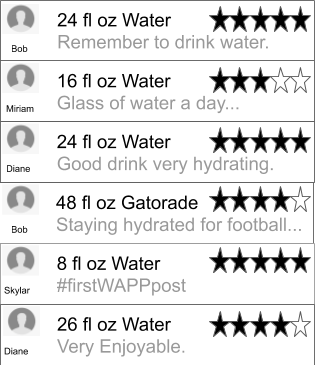 24 fl oz Water
Remember to drink water.
Bob
16 fl oz Water
Glass of water a day...
Miriam
24 fl oz Water
Good drink very hydrating.
Diane
48 fl oz Gatorade
Staying hydrated for football...
Bob
8 fl oz Water
#firstWAPPpost
Skylar
26 fl oz Water
Very Enjoyable.
Diane